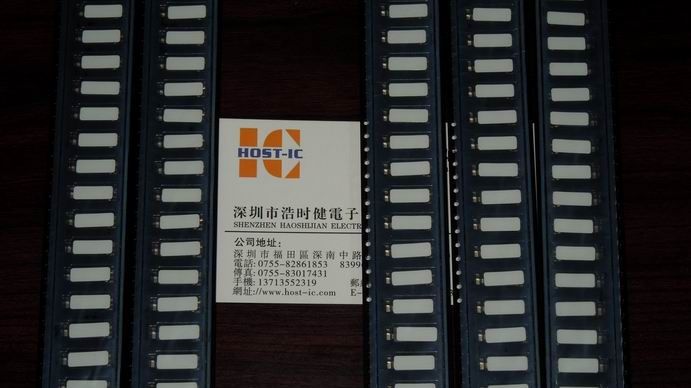 IC
HOST-IC
深圳市浩时健電子
SHENZHEN HAOSHIJIAN ELECTR
公司地址:
深圳市福田區深南中路
電話:0755-82861853 8399
傳真:0755-83017431
手機:13713552319 郵
網址://www.host-ic.com E-